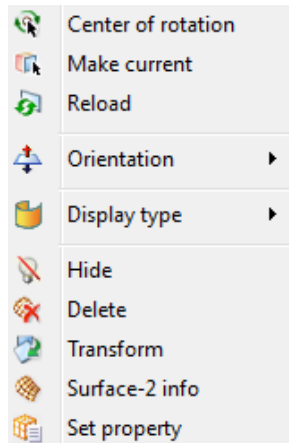 Center of rotation
Make current
Reload
Orientation
Display type
Hide
Delete
Transform
Surface-2 info
Set property